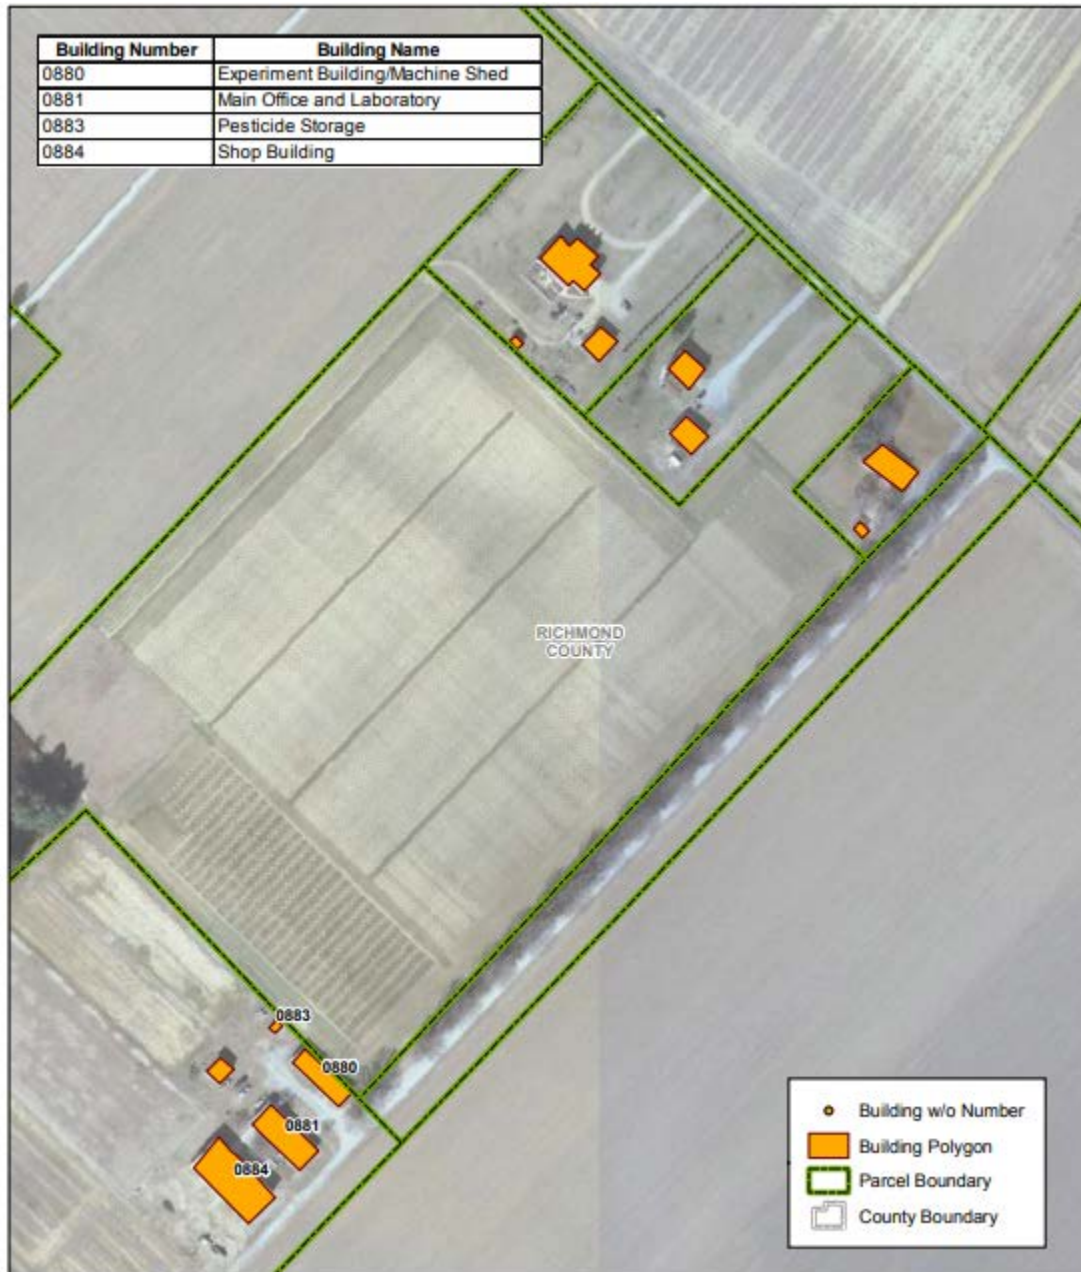 Building Number Building Name
0880 Experiment Building/Machine Shed
0881 Main Office and Laboratory
0883 Pesticide Storage
0884 Shop Building
RICHMOND
COUNTY
0883
0880
0881
0884
Building w/o Number
Building Polygon
Parcel Boundary
County Boundary